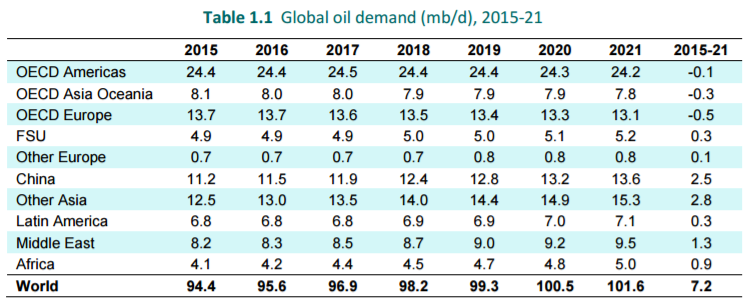 Table 1.1 Global oil demand (mb/d), 2015-21
2015 2016 2017 2018 2019 2020 2021 2015-21
OECD Americas 24.4 24.4 24.5 24.4 24.4 24.3 24.2 -0.1
OECD Asia Oceania 8.1 8.0 8.0 7.9 7.9 7.9 7.8 -0.3
OECD Europe 13.7 13.7 13.6 13.5 13.4 13.3 13.1 -0.5
FSU 4.9 4.9 4.9 5.0 5.0 5.1 5.2 0.3
Other Europe 0.7 0.7 0.7 0.7 0.8 0.8 0.8 0.1
China 11.2 11.5 11.9 12.4 12.8 13.2 13.6 2.5
Other Asia 12.5 13.0 13.5 14.0 14.4 14.9 15.3 2.8
Latin America 6.8 6.8 6.8 6.9 6.9 7.0 7.1 0.3
Middle East 8.2 8.3 8.5 8.7 9.0 9.2 9.5 1.3
Africa 4.1 4.2 4.4 4.5 4.7 4.8 5.0 0.9
World 94.4 95.6 96.9 98.2 99.3 100.5 101.6 7.2